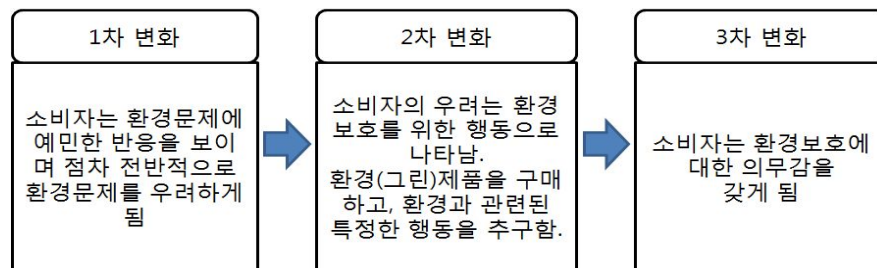 1차 변화
소비자는 환경문제에
예민한 반응을 보이
며 점차 전반적으로
환경문제를 우려하게
됨
2차 변화
소비자의 우려는 환경
보호를 위한 행동으로
나타남.
환경(그린)제품을 구매
하고, 환경과 관련된
특정한 행동을 추구함.
3차 변화
소비자는 환경보호에
대한 의무감을
갖게 됨